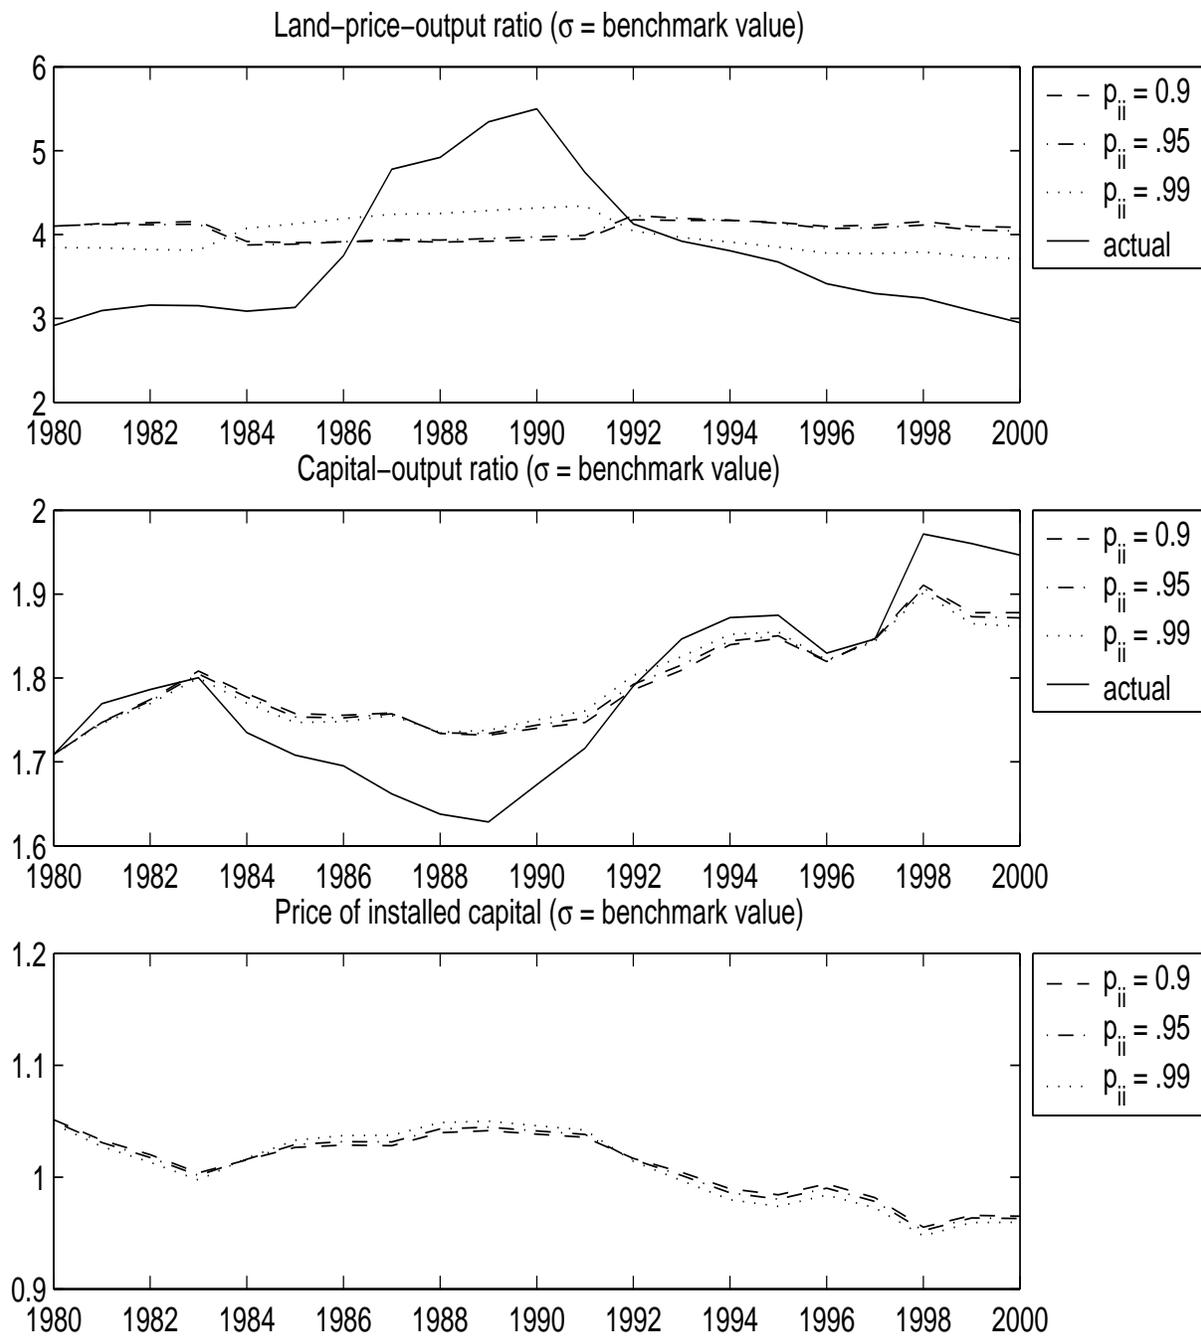 Land−price−output ratio (σ = benchmark value)
6
5
4
3
2
1980 1982 1984 1986 1988 1990 1992 1994 1996 1998 2000
p_ii = 0.9
p_ii = .95
p_ii = .99
actual
Capital−output ratio (σ = benchmark value)
2
1.9
1.8
1.7
1.6
1980 1982 1984 1986 1988 1990 1992 1994 1996 1998 2000
p_ii = 0.9
p_ii = .95
p_ii = .99
actual
Price of installed capital (σ = benchmark value)
1.2
1.1
1
0.9
1980 1982 1984 1986 1988 1990 1992 1994 1996 1998 2000
p_ii = 0.9
p_ii = .95
p_ii = .99